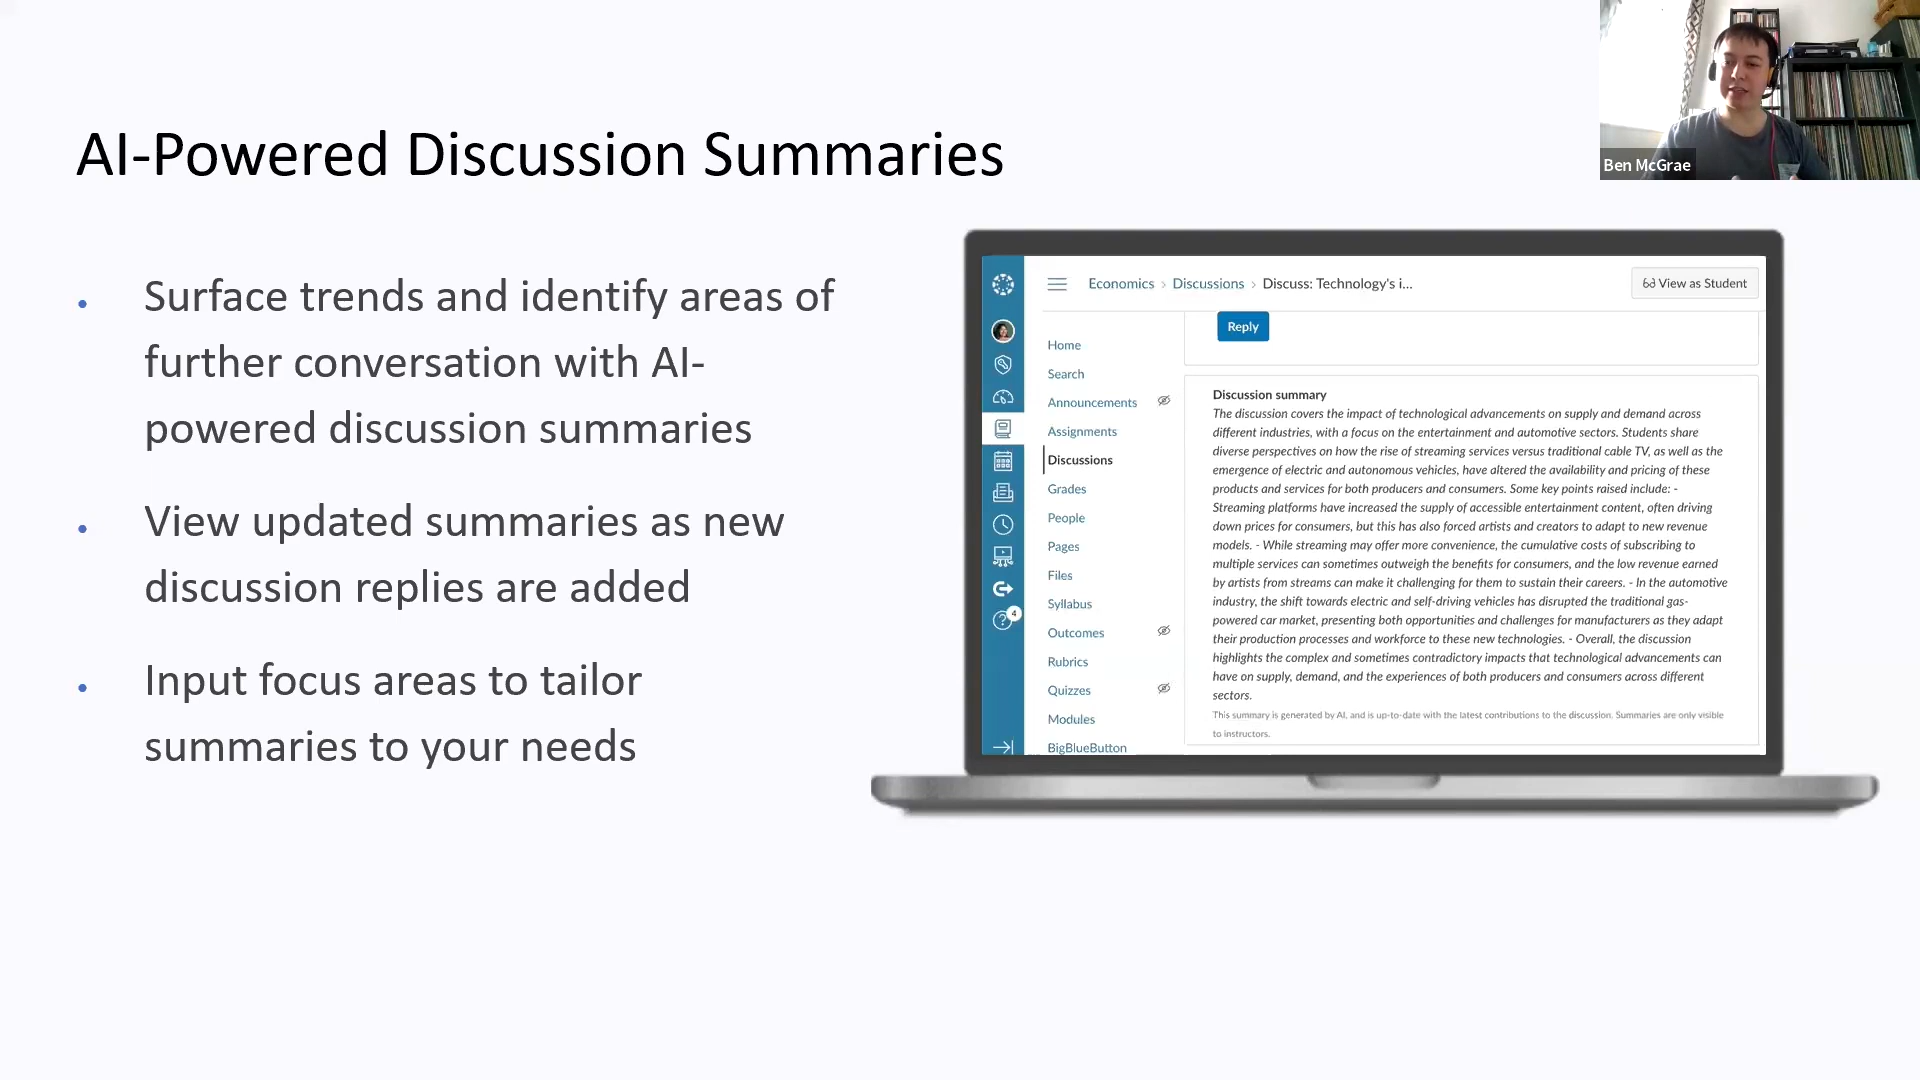 Ben McGrae
AI-Powered Discussion Summaries
Surface trends and identify areas of
further conversation with AI-
powered discussion summaries
View updated summaries as new
discussion replies are added
Input focus areas to tailor
summaries to your needs
Economics › Discussions › Discuss: Technology's i...
View as Student
Reply
Home
Search
Announcements
Assignments
Discussions
Grades
People
Pages
Files
Syllabus
Outcomes
Rubrics
Quizzes
Modules
BigBlueButton
4
Discussion summary
The discussion covers the impact of technological advancements on supply and demand across
different industries, with a focus on the entertainment and automotive sectors. Students share
diverse perspectives on how the rise of streaming services versus traditional cable TV, as well as the
emergence of electric and autonomous vehicles, have altered the availability and pricing of these
products and services for both producers and consumers. Some key points raised include: -
Streaming platforms have increased the supply of accessible entertainment content, often driving
down prices for consumers, but this has also forced artists and creators to adapt to new revenue
models. - While streaming may offer more convenience, the cumulative costs of subscribing to
multiple services can sometimes outweigh the benefits for consumers, and the low revenue earned
by artists from streams can make it challenging for them to sustain their careers. - In the automotive
industry, the shift towards electric and self-driving vehicles has disrupted the traditional gas-
powered car market, presenting both opportunities and challenges for manufacturers as they adapt
their production processes and workforce to these new technologies. - Overall, the discussion
highlights the complex and sometimes contradictory impacts that technological advancements can
have on supply, demand, and the experiences of both producers and consumers across different
sectors.
This summary is generated by AI, and is up-to-date with the latest contributions to the discussion. Summaries are only visible
to instructors.